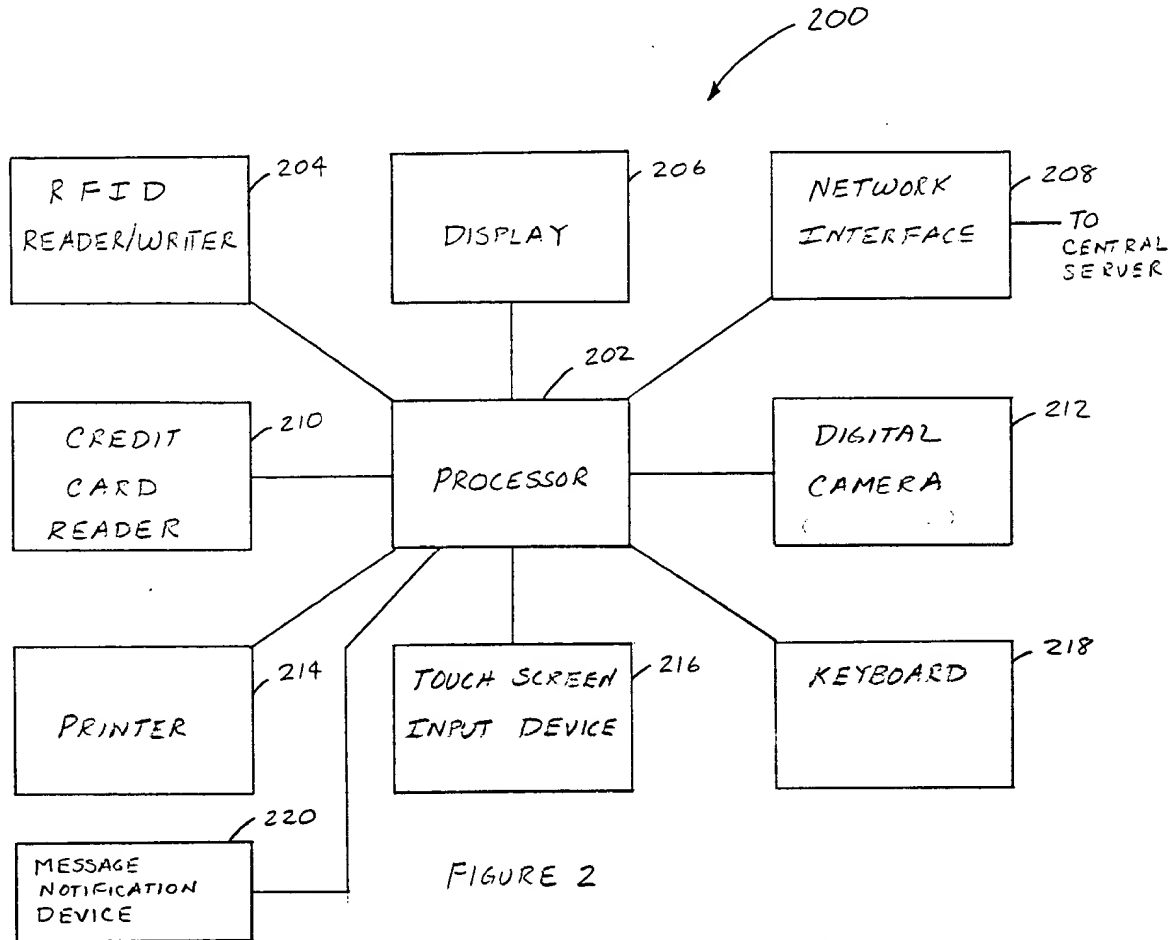 200
RFID
READER/WRITER
204
DISPLAY
206
NETWORK
INTERFACE
208
TO
CENTRAL
SERVER
202
PROCESSOR
CREDIT
CARD
READER
210
DIGITAL
CAMERA
212
PRINTER
214
TOUCH SCREEN
INPUT DEVICE
216
KEYBOARD
218
220
MESSAGE
NOTIFICATION
DEVICE
FIGURE 2